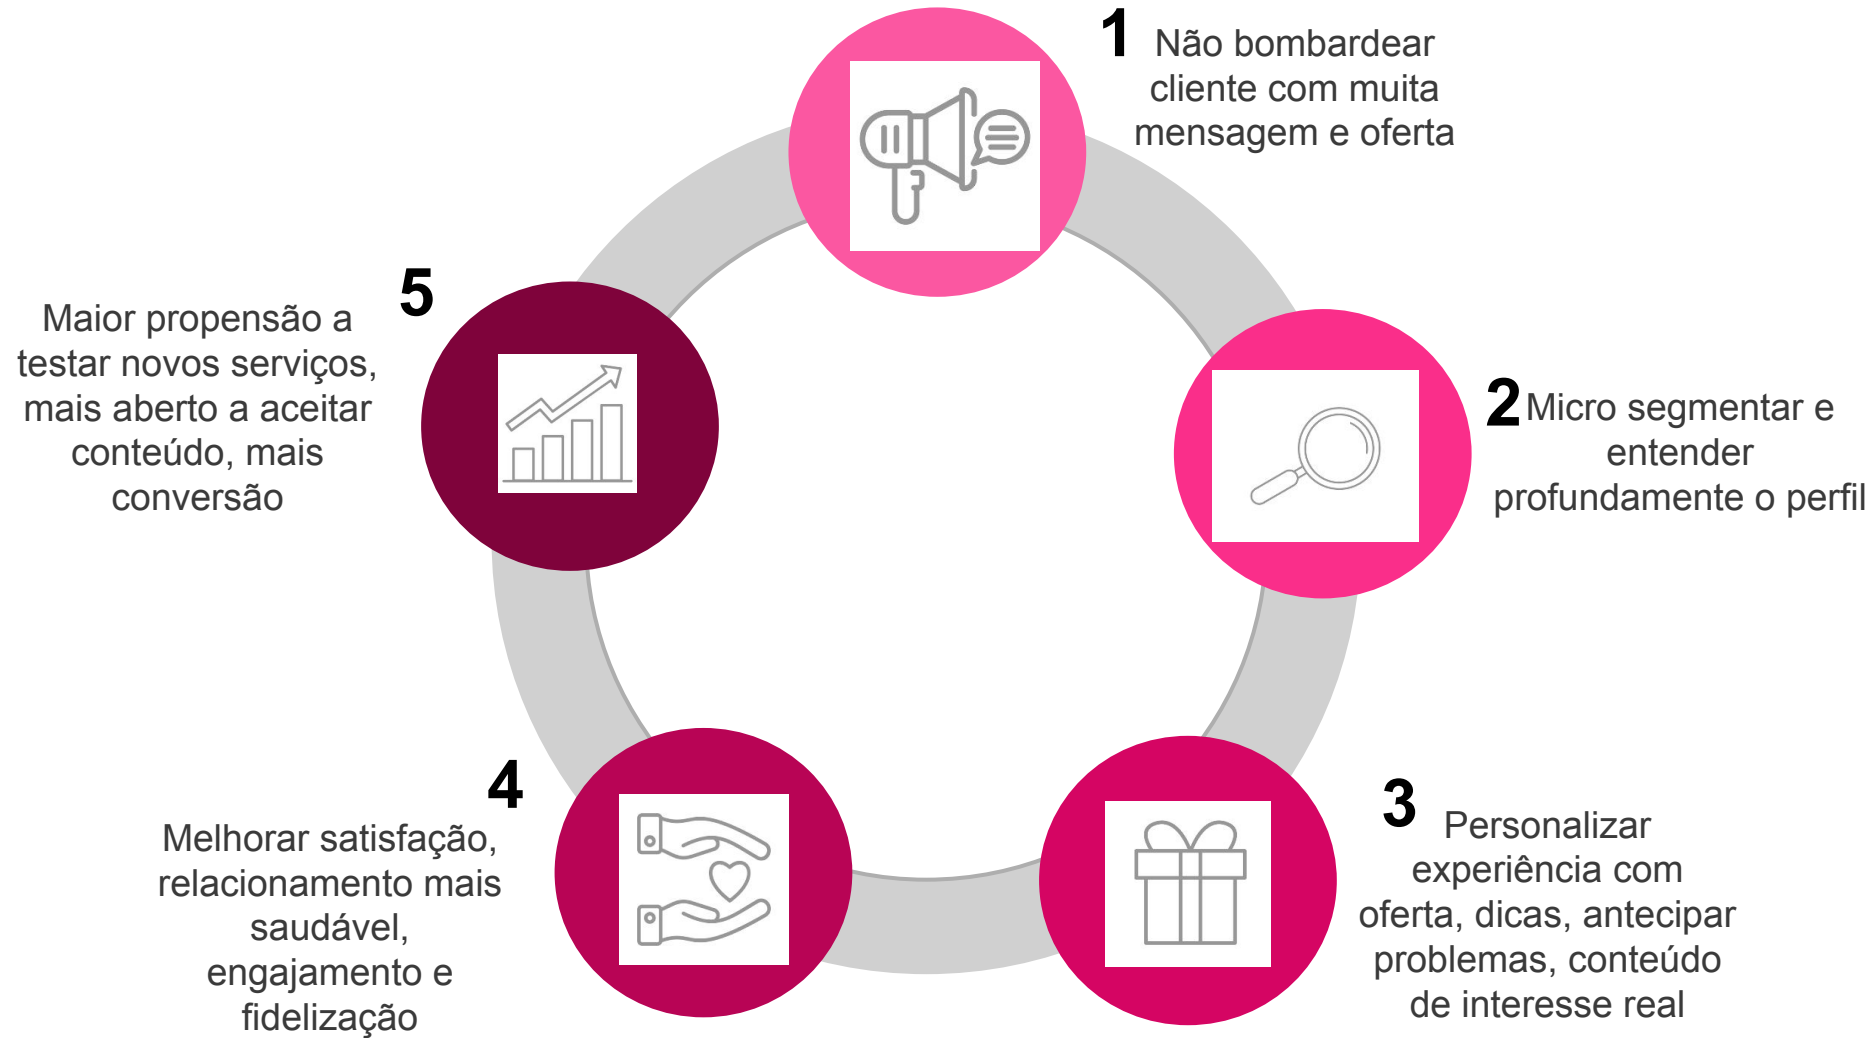 1
Não bombardear
cliente com muita
mensagem e oferta
2
Micro segmentar e
entender
profundamente o perfil
3
Personalizar
experiência com
oferta, dicas, antecipar
problemas, conteúdo
de interesse real
4
Melhorar satisfação,
relacionamento mais
saudável,
engajamento e
fidelização
5
Maior propensão a
testar novos serviços,
mais aberto a aceitar
conteúdo, mais
conversão